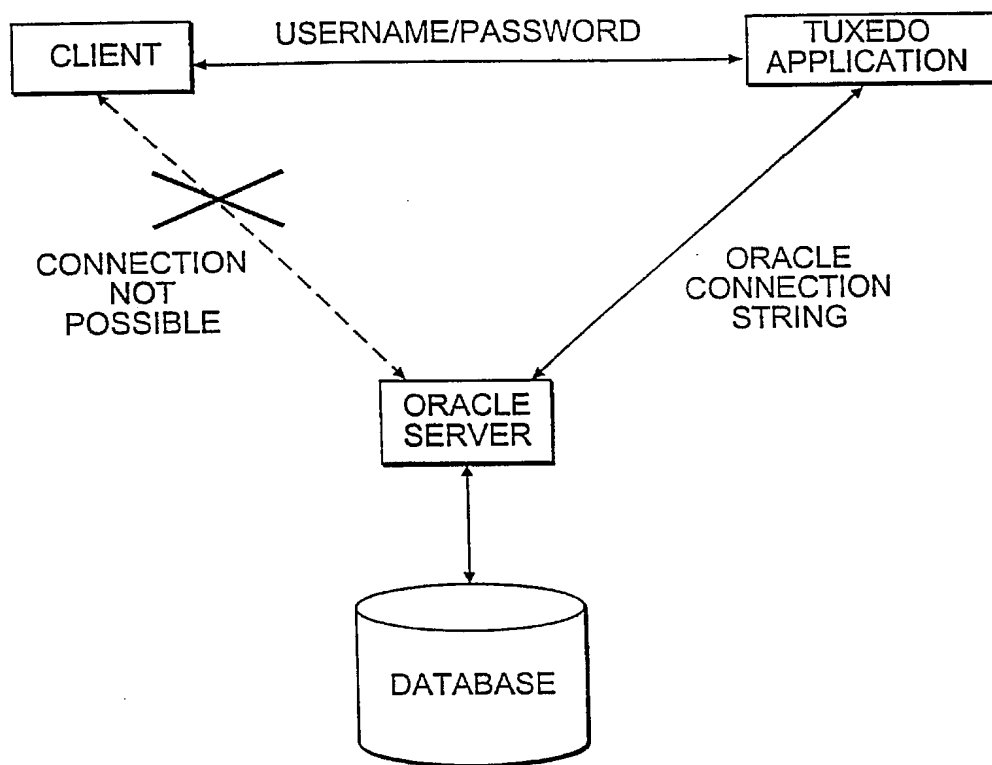 USERNAME/PASSWORD
CLIENT
TUXEDO
APPLICATION
CONNECTION
NOT
POSSIBLE
ORACLE
CONNECTION
STRING
ORACLE
SERVER
DATABASE